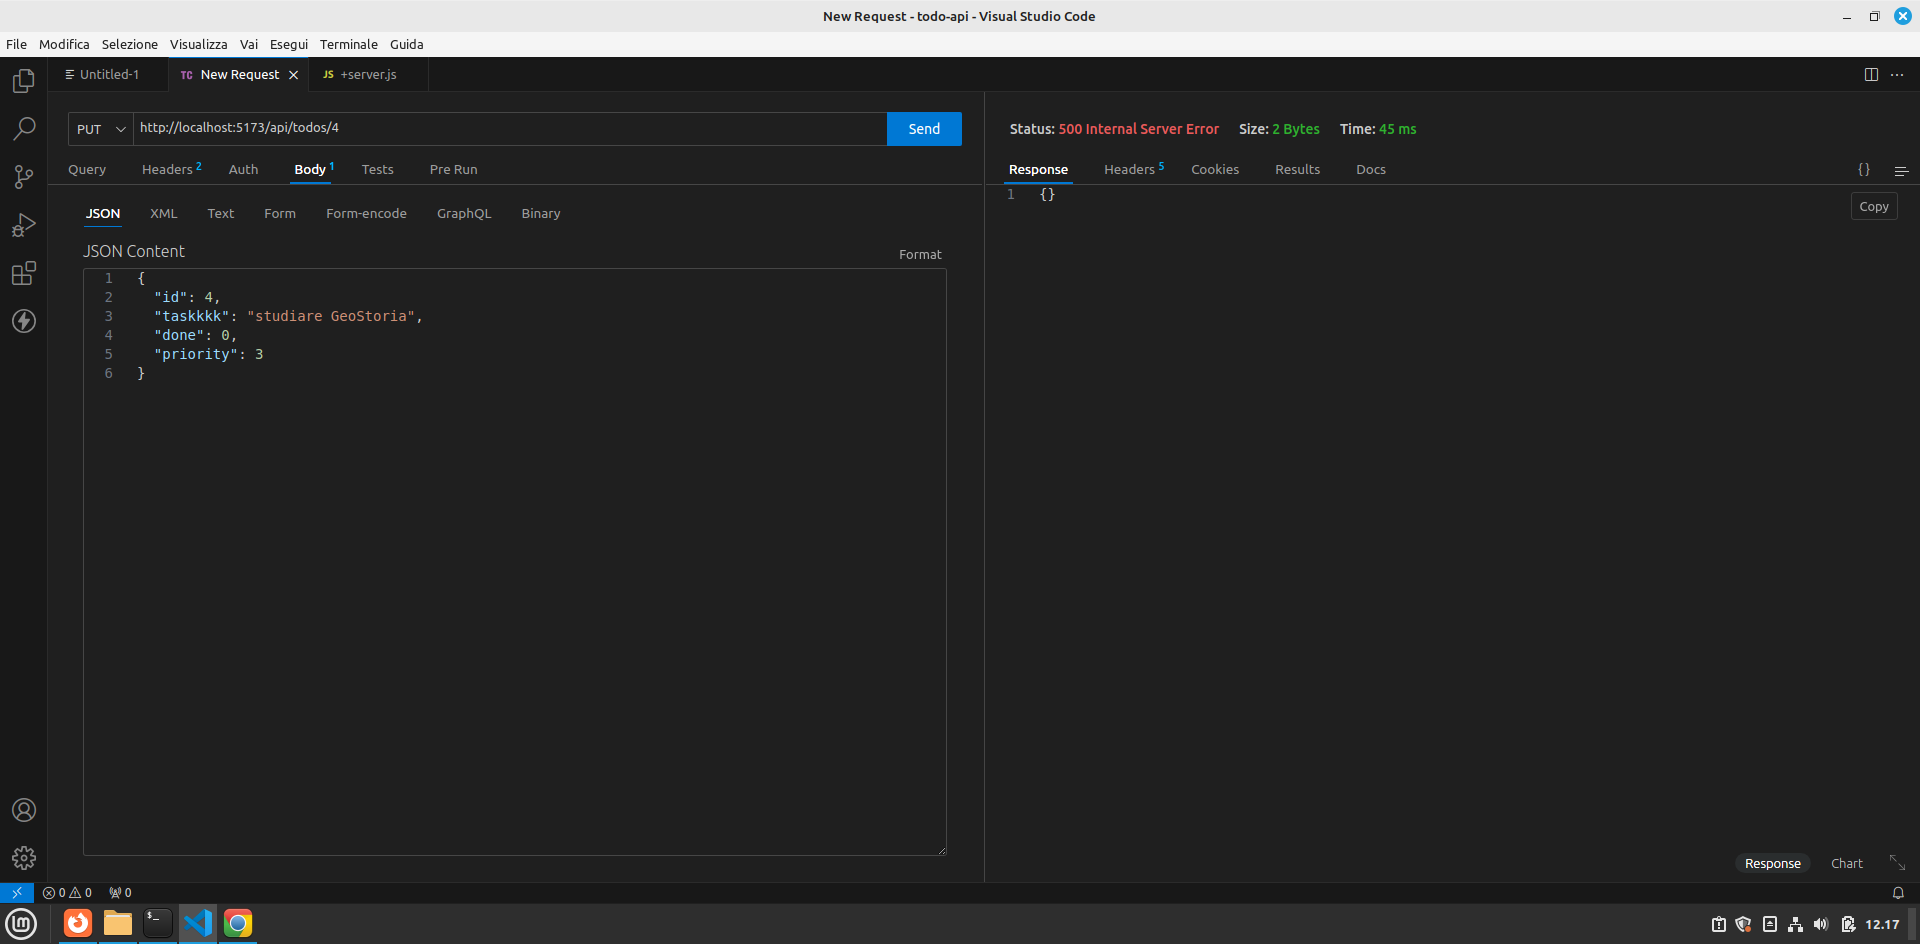 New Request - todo-api - Visual Studio Code
File Modifica Selezione Visualizza Vai Esegui Terminale Guida
Untitled-1
TC New Request
JS +server.js
PUT http://localhost:5173/api/todos/4 Send
Query Headers 2 Auth Body 1 Tests Pre Run
JSON XML Text Form Form-encode GraphQL Binary
JSON Content
Format
1 {
2 "id": 4,
3 "taskkkk": "studiare GeoStoria",
4 "done": 0,
5 "priority": 3
6 }
Status: 500 Internal Server Error Size: 2 Bytes Time: 45 ms
Response Headers 5 Cookies Results Docs {}
1 {}
Copy
Response Chart
0 0 0
$_
12.17